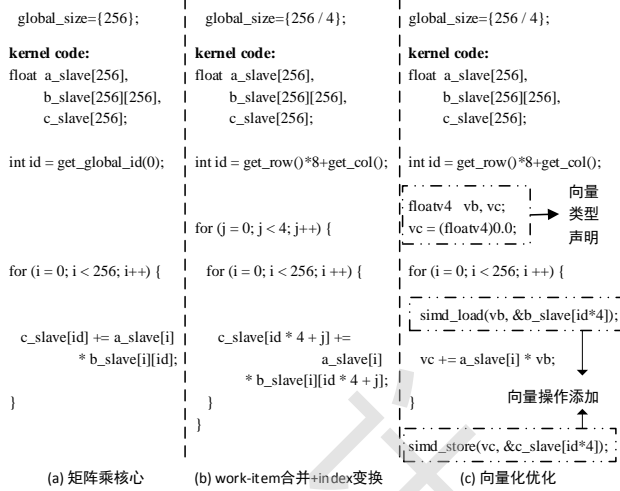 global_size={256};
kernel code:
float a_slave[256],
b_slave[256][256],
c_slave[256];
int id = get_global_id(0);
for (i = 0; i < 256; i++) {
c_slave[id] += a_slave[i]
* b_slave[i][id];
}
(a) 矩阵乘核心
global_size={256 / 4};
kernel code:
float a_slave[256],
b_slave[256][256],
c_slave[256];
int id = get_row()*8+get_col();
for (j = 0; j < 4; j++) {
for (i = 0; i < 256; i ++) {
c_slave[id * 4 + j] +=
a_slave[i]
* b_slave[i][id * 4 + j];
}
}
(b) work-item合并+index变换
global_size={256 / 4};
kernel code:
float a_slave[256],
b_slave[256][256],
c_slave[256];
int id = get_row()*8+get_col();
floatv4 vb, vc;
vc = (floatv4)0.0;
向量
类型
声明
for (i = 0; i < 256; i ++) {
simd_load(vb, &b_slave[id*4]);
vc += a_slave[i] * vb;
向量操作添加
}
simd_store(vc, &c_slave[id*4]);
(c) 向量化优化